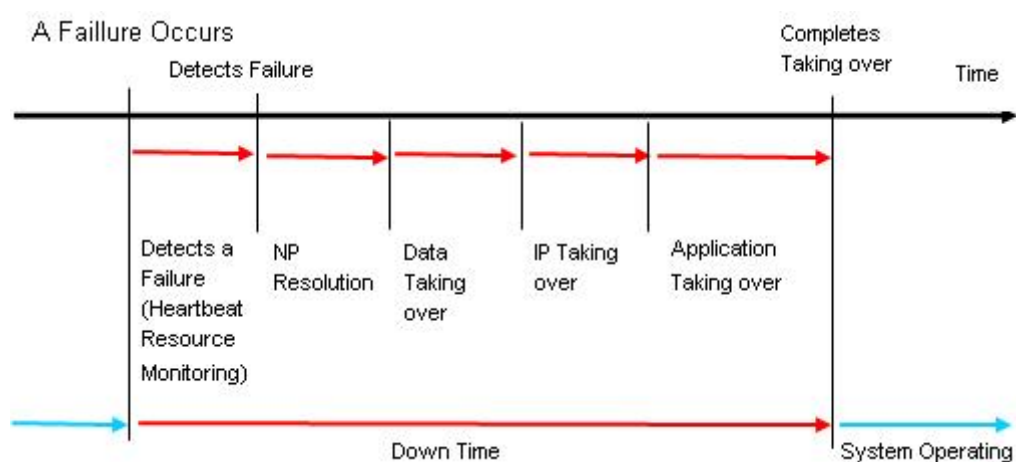 A Faillure Occurs
Completes
Taking over
Detects Failure
Time
Detects a
Failure
(Heartbeat
Resource
Monitoring)
NP
Resolution
Data
Taking
over
IP Taking
over
Application
Taking over
Down Time
System Operating